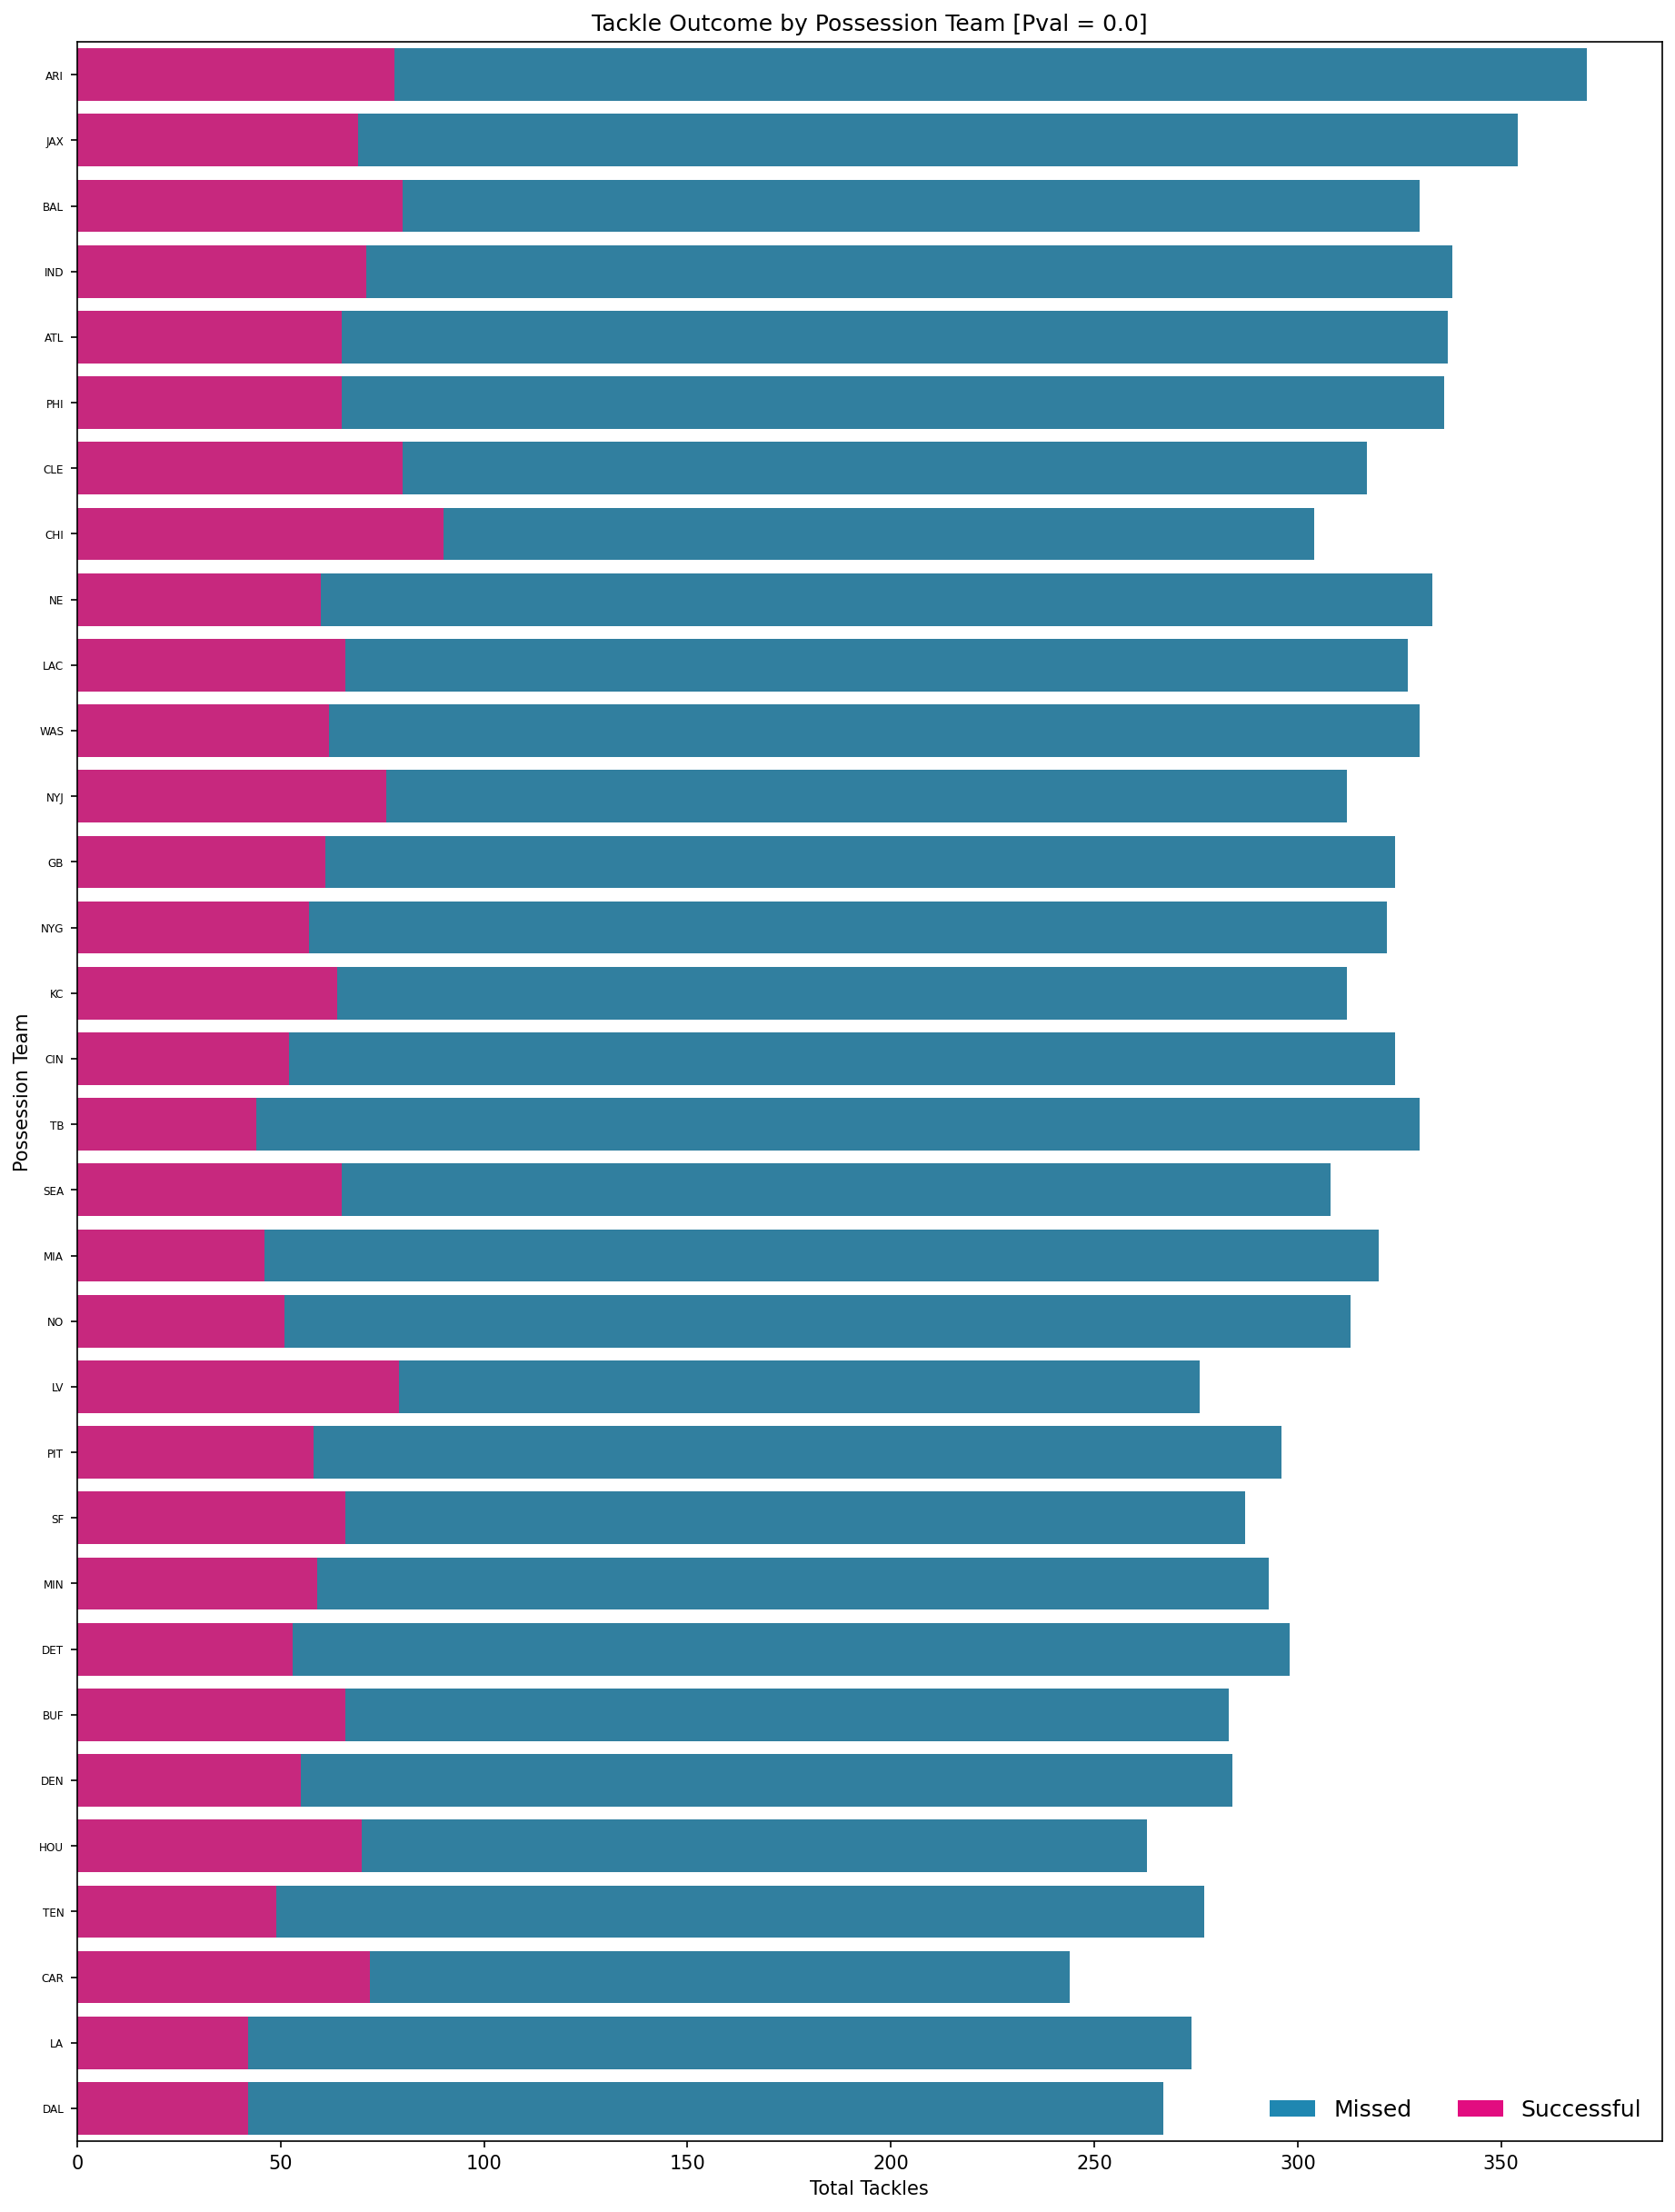 Tackle Outcome by Possession Team [Pval = 0.0]
ARI
JAX
BAL
IND
ATL
PHI
CLE
CHI
NE
LAC
WAS
NYJ
GB
NYG
KC
CIN
TB
SEA
MIA
NO
LV
PIT
SF
MIN
DET
BUF
DEN
HOU
TEN
CAR
LA
DAL
Possession Team
Missed Successful
0 50 100 150 200 250 300 350
Total Tackles